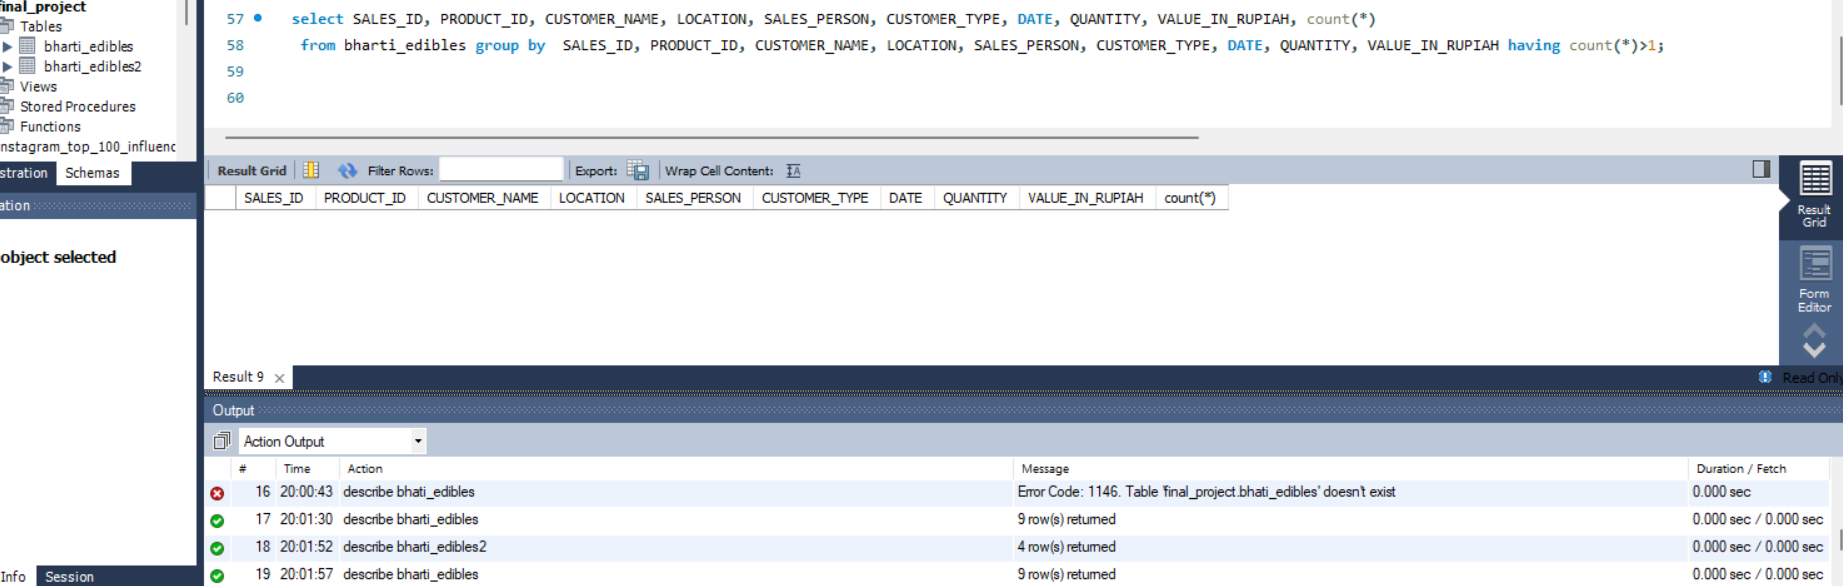 final_project
Tables
bharti_edibles
bharti_edibles2
Views
Stored Procedures
Functions
instagram_top_100_influenc
stration Schemas
ation
object selected
Info Session
57 select SALES_ID, PRODUCT_ID, CUSTOMER_NAME, LOCATION, SALES_PERSON, CUSTOMER_TYPE, DATE, QUANTITY, VALUE_IN_RUPIAH, count(*)
58 from bharti_edibles group by SALES_ID, PRODUCT_ID, CUSTOMER_NAME, LOCATION, SALES_PERSON, CUSTOMER_TYPE, DATE, QUANTITY, VALUE_IN_RUPIAH having count(*)>1;
59
60
Result Grid Filter Rows: Export: Wrap Cell Content: IA
SALES_ID PRODUCT_ID CUSTOMER_NAME LOCATION SALES_PERSON CUSTOMER_TYPE DATE QUANTITY VALUE_IN_RUPIAH count(*)
Result
Grid
Form
Editor
Result 9
Read Only
Output
Action Output
# Time Action Message Duration / Fetch
16 20:00:43 describe bhati_edibles Error Code: 1146. Table 'final_project.bhati_edibles' doesn't exist 0.000 sec
17 20:01:30 describe bharti_edibles 9 row(s) returned 0.000 sec / 0.000 sec
18 20:01:52 describe bharti_edibles2 4 row(s) returned 0.000 sec / 0.000 sec
19 20:01:57 describe bharti_edibles 9 row(s) returned 0.000 sec / 0.000 sec